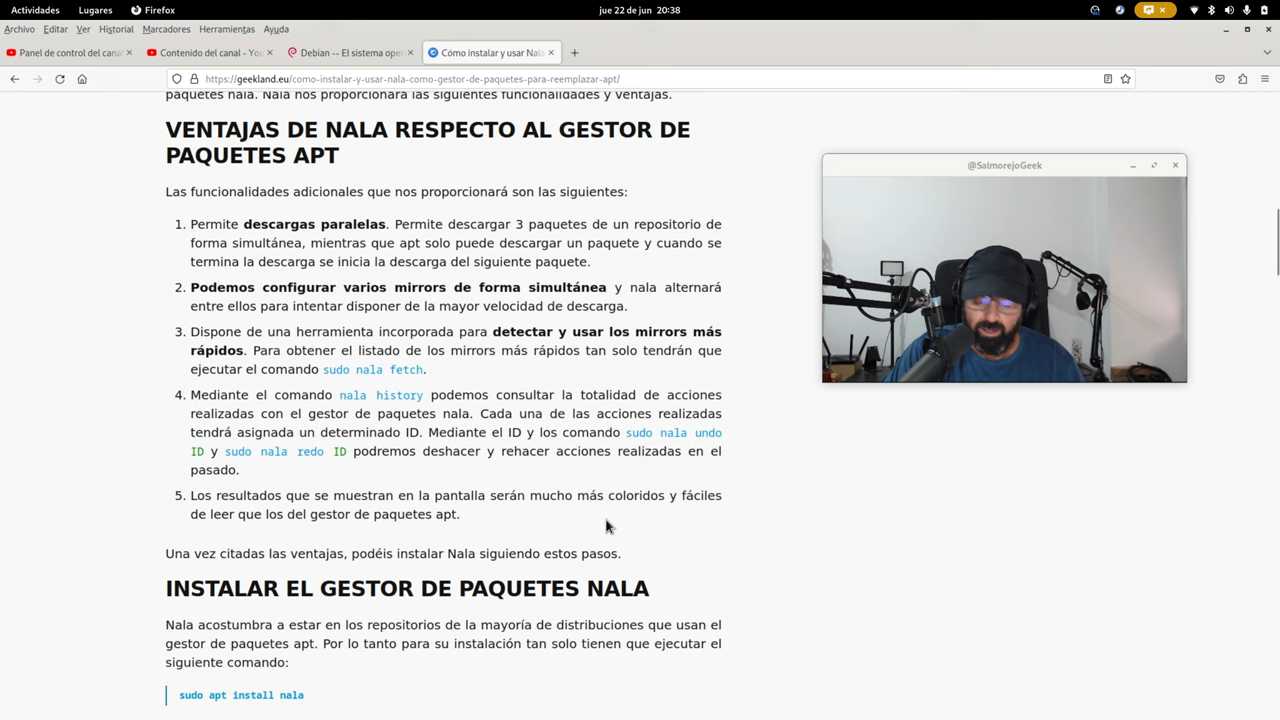 Actividades
Lugares
Firefox
jue 22 de jun 20:38
Archivo Editar Ver Historial Marcadores Herramientas Ayuda
Panel de control del cana
Contenido del canal - You
Debian -- El sistema oper
Cómo instalar y usar Nala
https://geekland.eu/como-instalar-y-usar-nala-como-gestor-de-paquetes-para-reemplazar-apt/
paquetes nala. Nala nos proporcionará las siguientes funcionalidades y ventajas.
VENTAJAS DE NALA RESPECTO AL GESTOR DE
PAQUETES APT
Las funcionalidades adicionales que nos proporcionará son las siguientes:
1. Permite descargas paralelas. Permite descargar 3 paquetes de un repositorio de
forma simultánea, mientras que apt solo puede descargar un paquete y cuando se
termina la descarga se inicia la descarga del siguiente paquete.
2. Podemos configurar varios mirrors de forma simultánea y nala alternará
entre ellos para intentar disponer de la mayor velocidad de descarga.
3. Dispone de una herramienta incorporada para detectar y usar los mirrors más
rápidos. Para obtener el listado de los mirrors más rápidos tan solo tendrán que
ejecutar el comando sudo nala fetch.
4. Mediante el comando nala history podemos consultar la totalidad de acciones
realizadas con el gestor de paquetes nala. Cada una de las acciones realizadas
tendrá asignada un determinado ID. Mediante el ID y los comando sudo nala undo
ID y sudo nala redo ID podremos deshacer y rehacer acciones realizadas en el
pasado.
5. Los resultados que se muestran en la pantalla serán mucho más coloridos y fáciles
de leer que los del gestor de paquetes apt.
Una vez citadas las ventajas, podéis instalar Nala siguiendo estos pasos.
INSTALAR EL GESTOR DE PAQUETES NALA
Nala acostumbra a estar en los repositorios de la mayoría de distribuciones que usan el
gestor de paquetes apt. Por lo tanto para su instalación tan solo tienen que ejecutar el
siguiente comando:
sudo apt install nala
@SalmorejoGeek